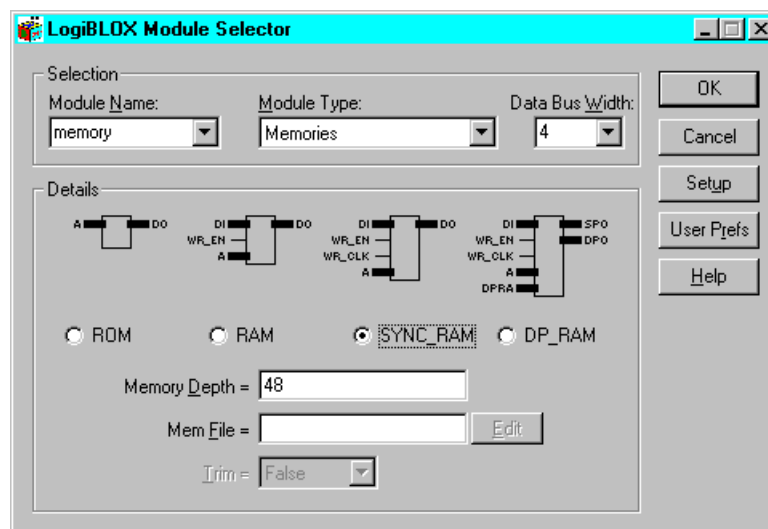 LogiBLOX Module Selector
Selection
Module Name: Module Type: Data Bus Width:
memory Memories 4
OK
Cancel
Setup
User Prefs
Help
Details
A DO DI DO DI DO DI SPO
WR_EN WR_EN WR_EN DPO
A WR_CLK WR_CLK
A A
DPRA
ROM RAM SYNC_RAM DP_RAM
Memory Depth = 48
Mem File = Edit
Trim = False